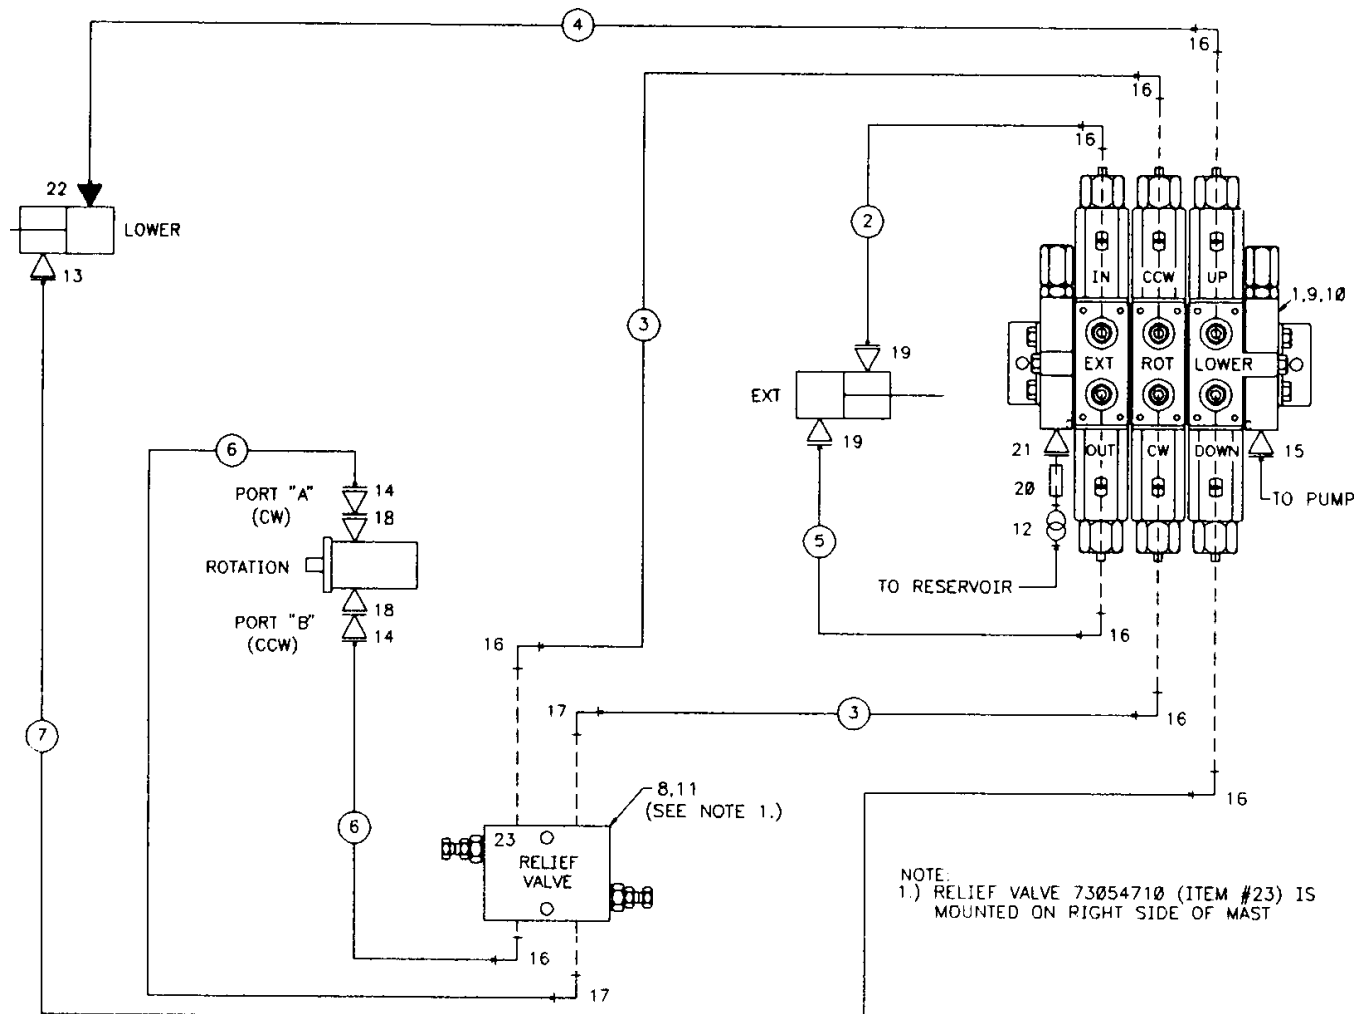 4
16
16
16
22
LOWER
13
2
3
IN
CCW
UP
1,9,10
19
EXT
ROT
LOWER
EXT
19
6
21
OUT
CW
DOWN
15
PORT "A"
(CW)
14
18
20
TO PUMP
12
5
ROTATION
TO RESERVOIR
18
PORT "B"
(CCW)
14
16
16
17
3
16
7
8,11
(SEE NOTE 1.)
16
6
23
RELIEF
VALVE
NOTE:
1.) RELIEF VALVE 73054710 (ITEM #23) IS
MOUNTED ON RIGHT SIDE OF MAST
16
17